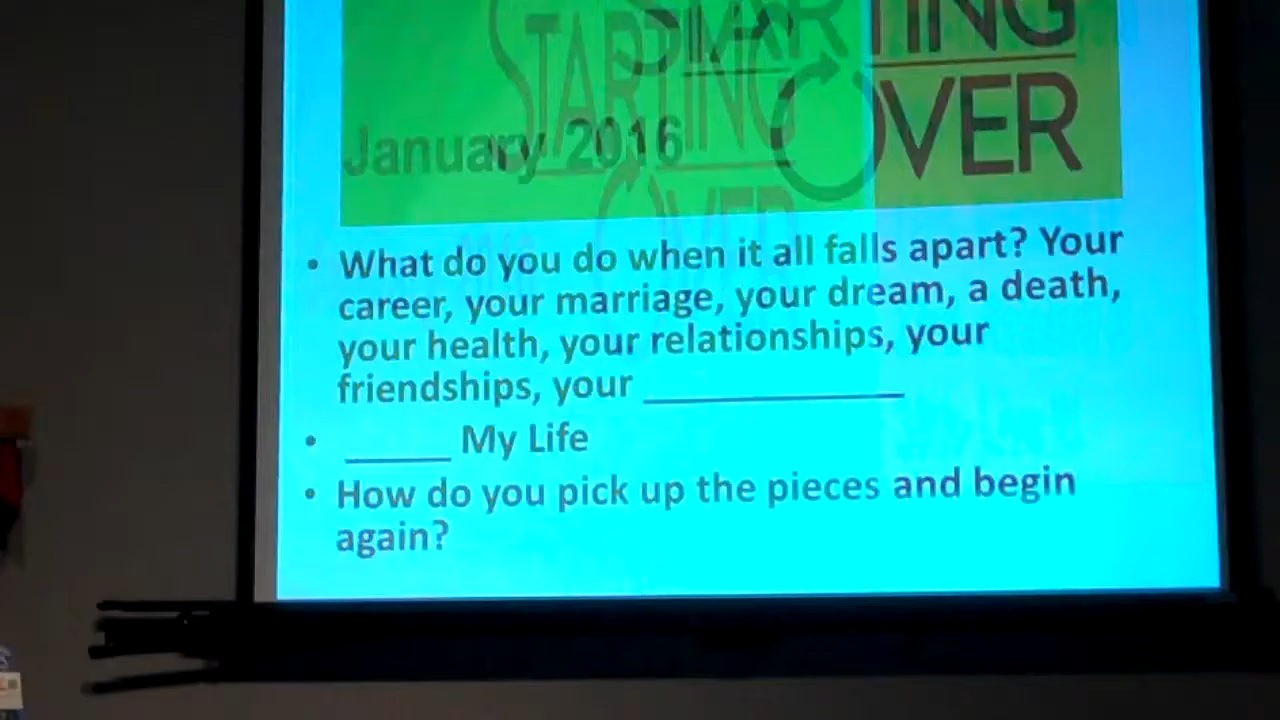 STARTING
OVER
January 2016
• What do you do when it all falls apart? Your
career, your marriage, your dream, a death,
your health, your relationships, your
friendships, your ____________
• _____ My Life
• How do you pick up the pieces and begin
again?